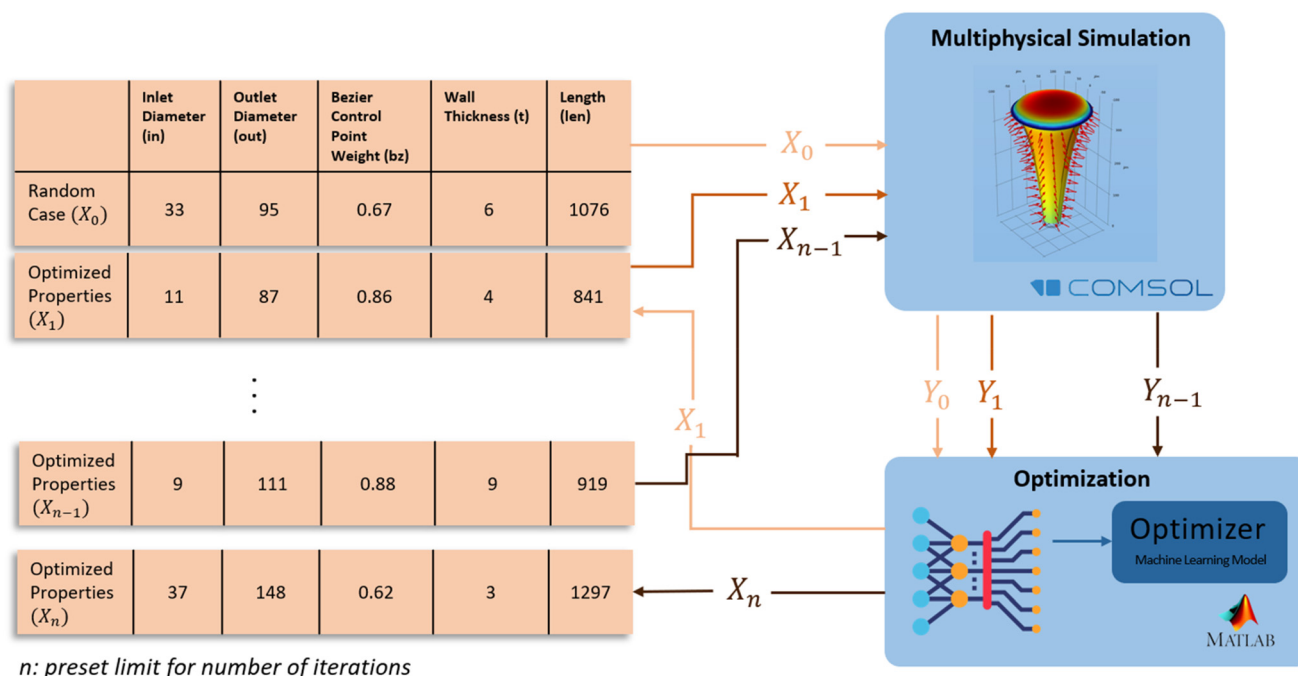 Multiphysical Simulation
Inlet
Diameter
(in)
Outlet
Diameter
(out)
Bezier
Control
Point
Weight (bz)
Wall
Thickness (t)
Length
(len)
Random
Case (X₀)
33
95
0.67
6
1076
Optimized
Properties
(X₁)
11
87
0.86
4
841
⋮
Optimized
Properties
(Xₙ₋₁)
9
111
0.88
9
919
Optimized
Properties
(Xₙ)
37
148
0.62
3
1297
n: preset limit for number of iterations
X₀
X₁
Xₙ₋₁
COMSOL
Y₀
Y₁
Yₙ₋₁
X₁
Xₙ
Optimization
Optimizer
Machine Learning Model
MATLAB